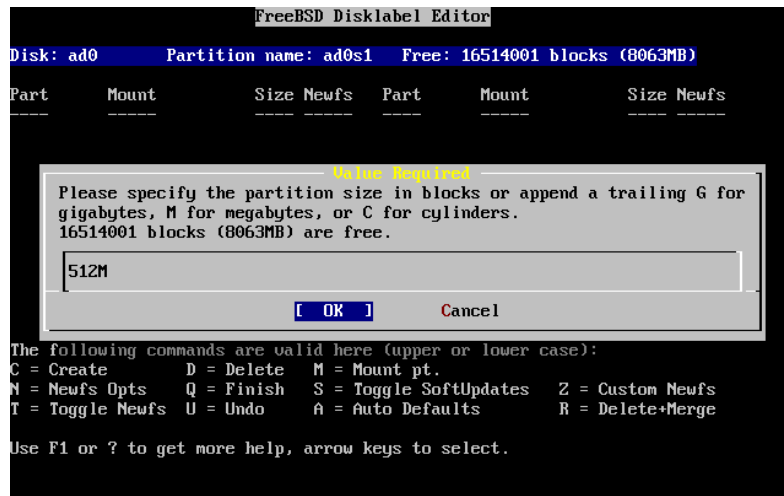 FreeBSD Disklabel Editor
Disk: ad0 Partition name: ad0s1 Free: 16514001 blocks (8063MB)
Part Mount Size Newfs Part Mount Size Newfs
---- ----- ---- ----- ---- ----- ---- -----
Value Required
Please specify the partition size in blocks or append a trailing G for
gigabytes, M for megabytes, or C for cylinders.
16514001 blocks (8063MB) are free.
512M
[ OK ] Cancel
The following commands are valid here (upper or lower case):
C = Create D = Delete M = Mount pt.
N = Newfs Opts Q = Finish S = Toggle SoftUpdates Z = Custom Newfs
T = Toggle Newfs U = Undo A = Auto Defaults R = Delete+Merge
Use F1 or ? to get more help, arrow keys to select.